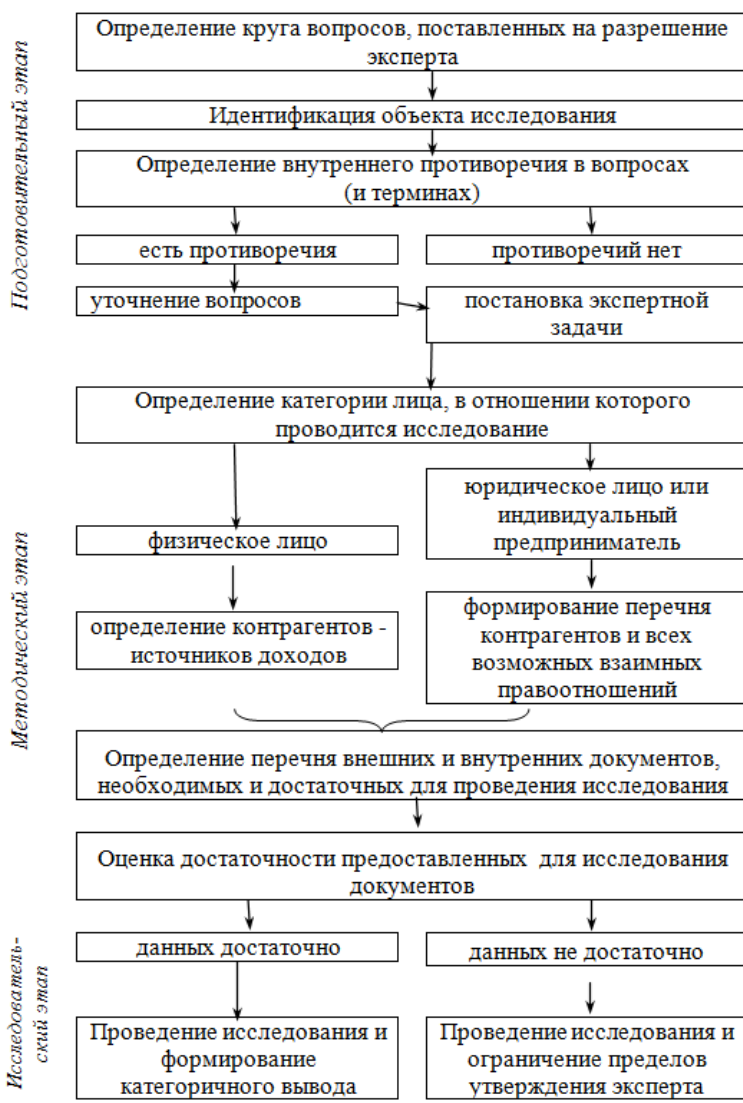 Подготовительный этап
Определение круга вопросов, поставленных на разрешение
эксперта
Идентификация объекта исследования
Определение внутреннего противоречия в вопросах
(и терминах)
есть противоречия
противоречий нет
уточнение вопросов
постановка экспертной
задачи
Методический этап
Определение категории лица, в отношении которого
проводится исследование
физическое лицо
юридическое лицо или
индивидуальный
предприниматель
определение контрагентов -
источников доходов
формирование перечня
контрагентов и всех
возможных взаимных
правоотношений
Определение перечня внешних и внутренних документов,
необходимых и достаточных для проведения исследования
Оценка достаточности предоставленных для исследования
документов
Исследователь-
ский этап
данных достаточно
данных не достаточно
Проведение исследования и
формирование
категоричного вывода
Проведение исследования и
ограничение пределов
утверждения эксперта